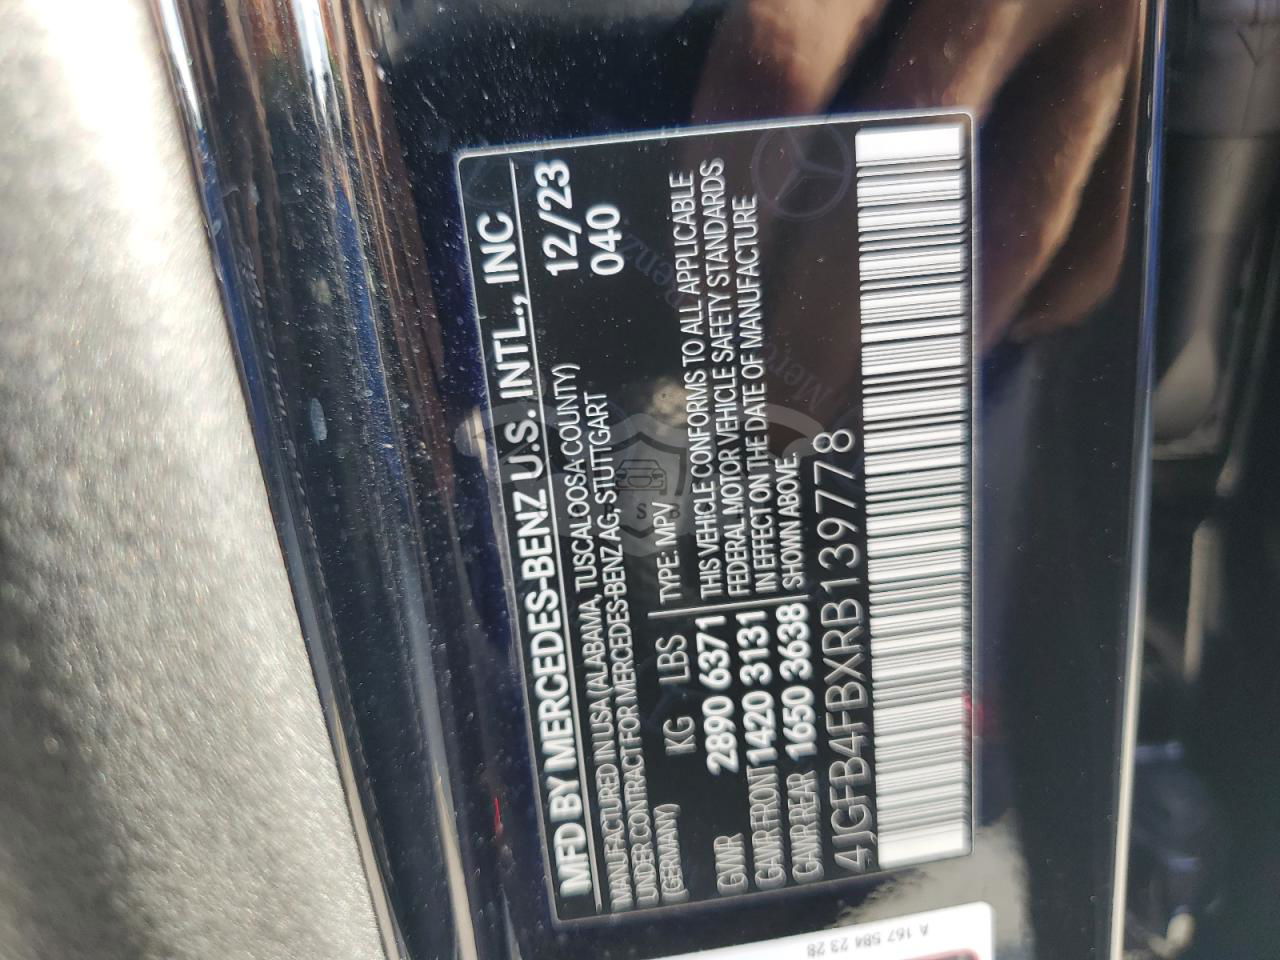 MFD BY MERCEDES-BENZ U.S. INTL., INC
MANUFACTURED IN USA (ALABAMA, TUSCALOOSA COUNTY) 12/23
UNDER CONTRACT FOR MERCEDES-BENZ AG, STUTTGART 040
(GERMANY)
KG LBS TYPE: MPV
GVWR 2890 6371 THIS VEHICLE CONFORMS TO ALL APPLICABLE
FEDERAL MOTOR VEHICLE SAFETY STANDARDS
GAWR FRONT 1420 3131 IN EFFECT ON THE DATE OF MANUFACTURE
GAWR REAR 1650 3638 SHOWN ABOVE.
4JGFB4FBXRB139778
Mercedes-Benz
R S B
A 167 584 23 28